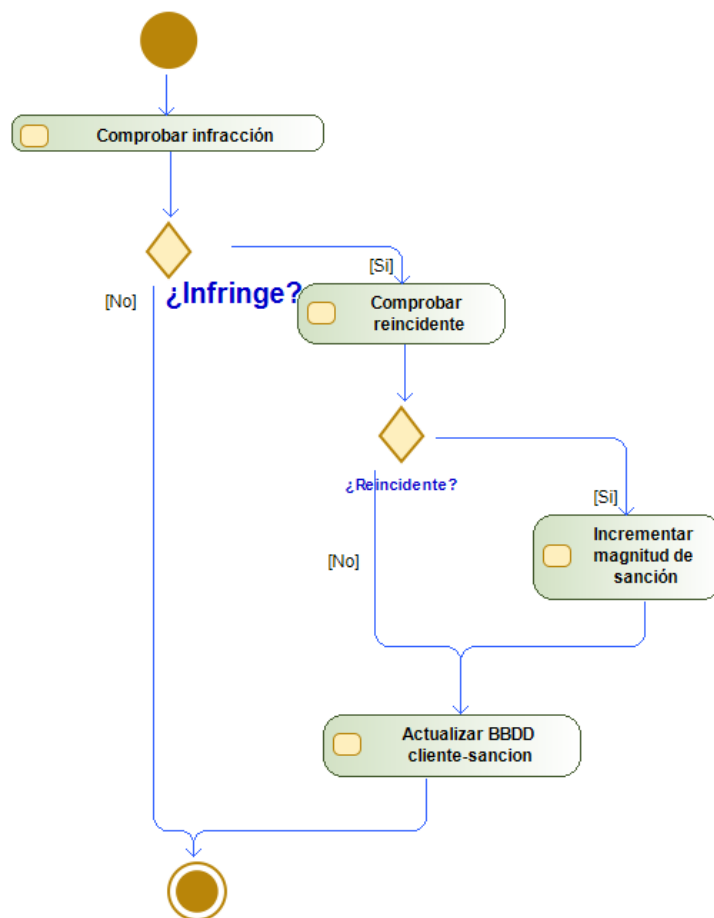 Comprobar infracción
[Si]
[No]
¿Infringe?
Comprobar
reincidente
¿Reincidente?
[Si]
[No]
Incrementar
magnitud de
sanción
Actualizar BBDD
cliente-sancion